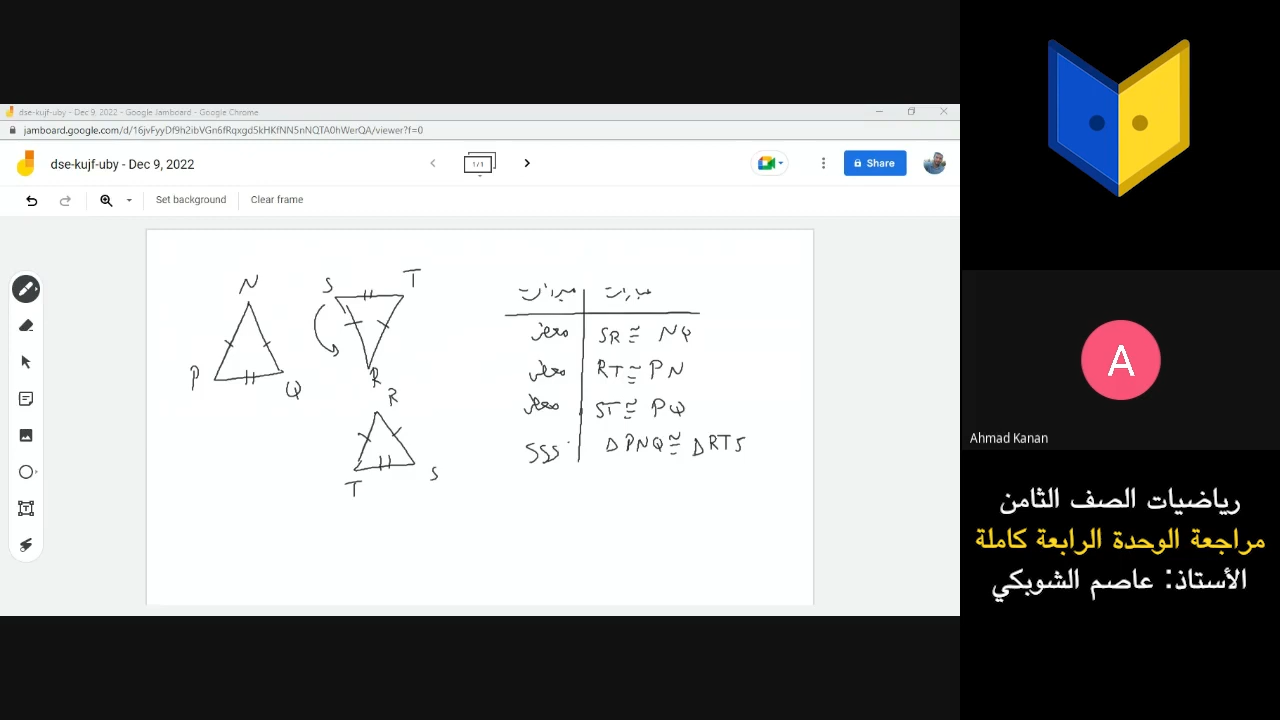 dse-kujf-uby - Dec 9, 2022 - Google Jamboard - Google Chrome
jamboard.google.com/d/16jvFyyDf9h2ibVGn6fRqxgd5kHKfNN5nNQTA0hWerQA/viewer?f=0
dse-kujf-uby - Dec 9, 2022
1/1
Share
Set background
Clear frame
N
P
Q
S
T
R
R
T
S
عبارات مبررات
SR ≅ NQ معطى
RT ≅ PN معطى
ST ≅ PQ معطى
Δ PNQ ≅ Δ RTS SSS
A
Ahmad Kanan
رياضيات الصف الثامن
مراجعة الوحدة الرابعة كاملة
الأستاذ: عاصم الشوبكي